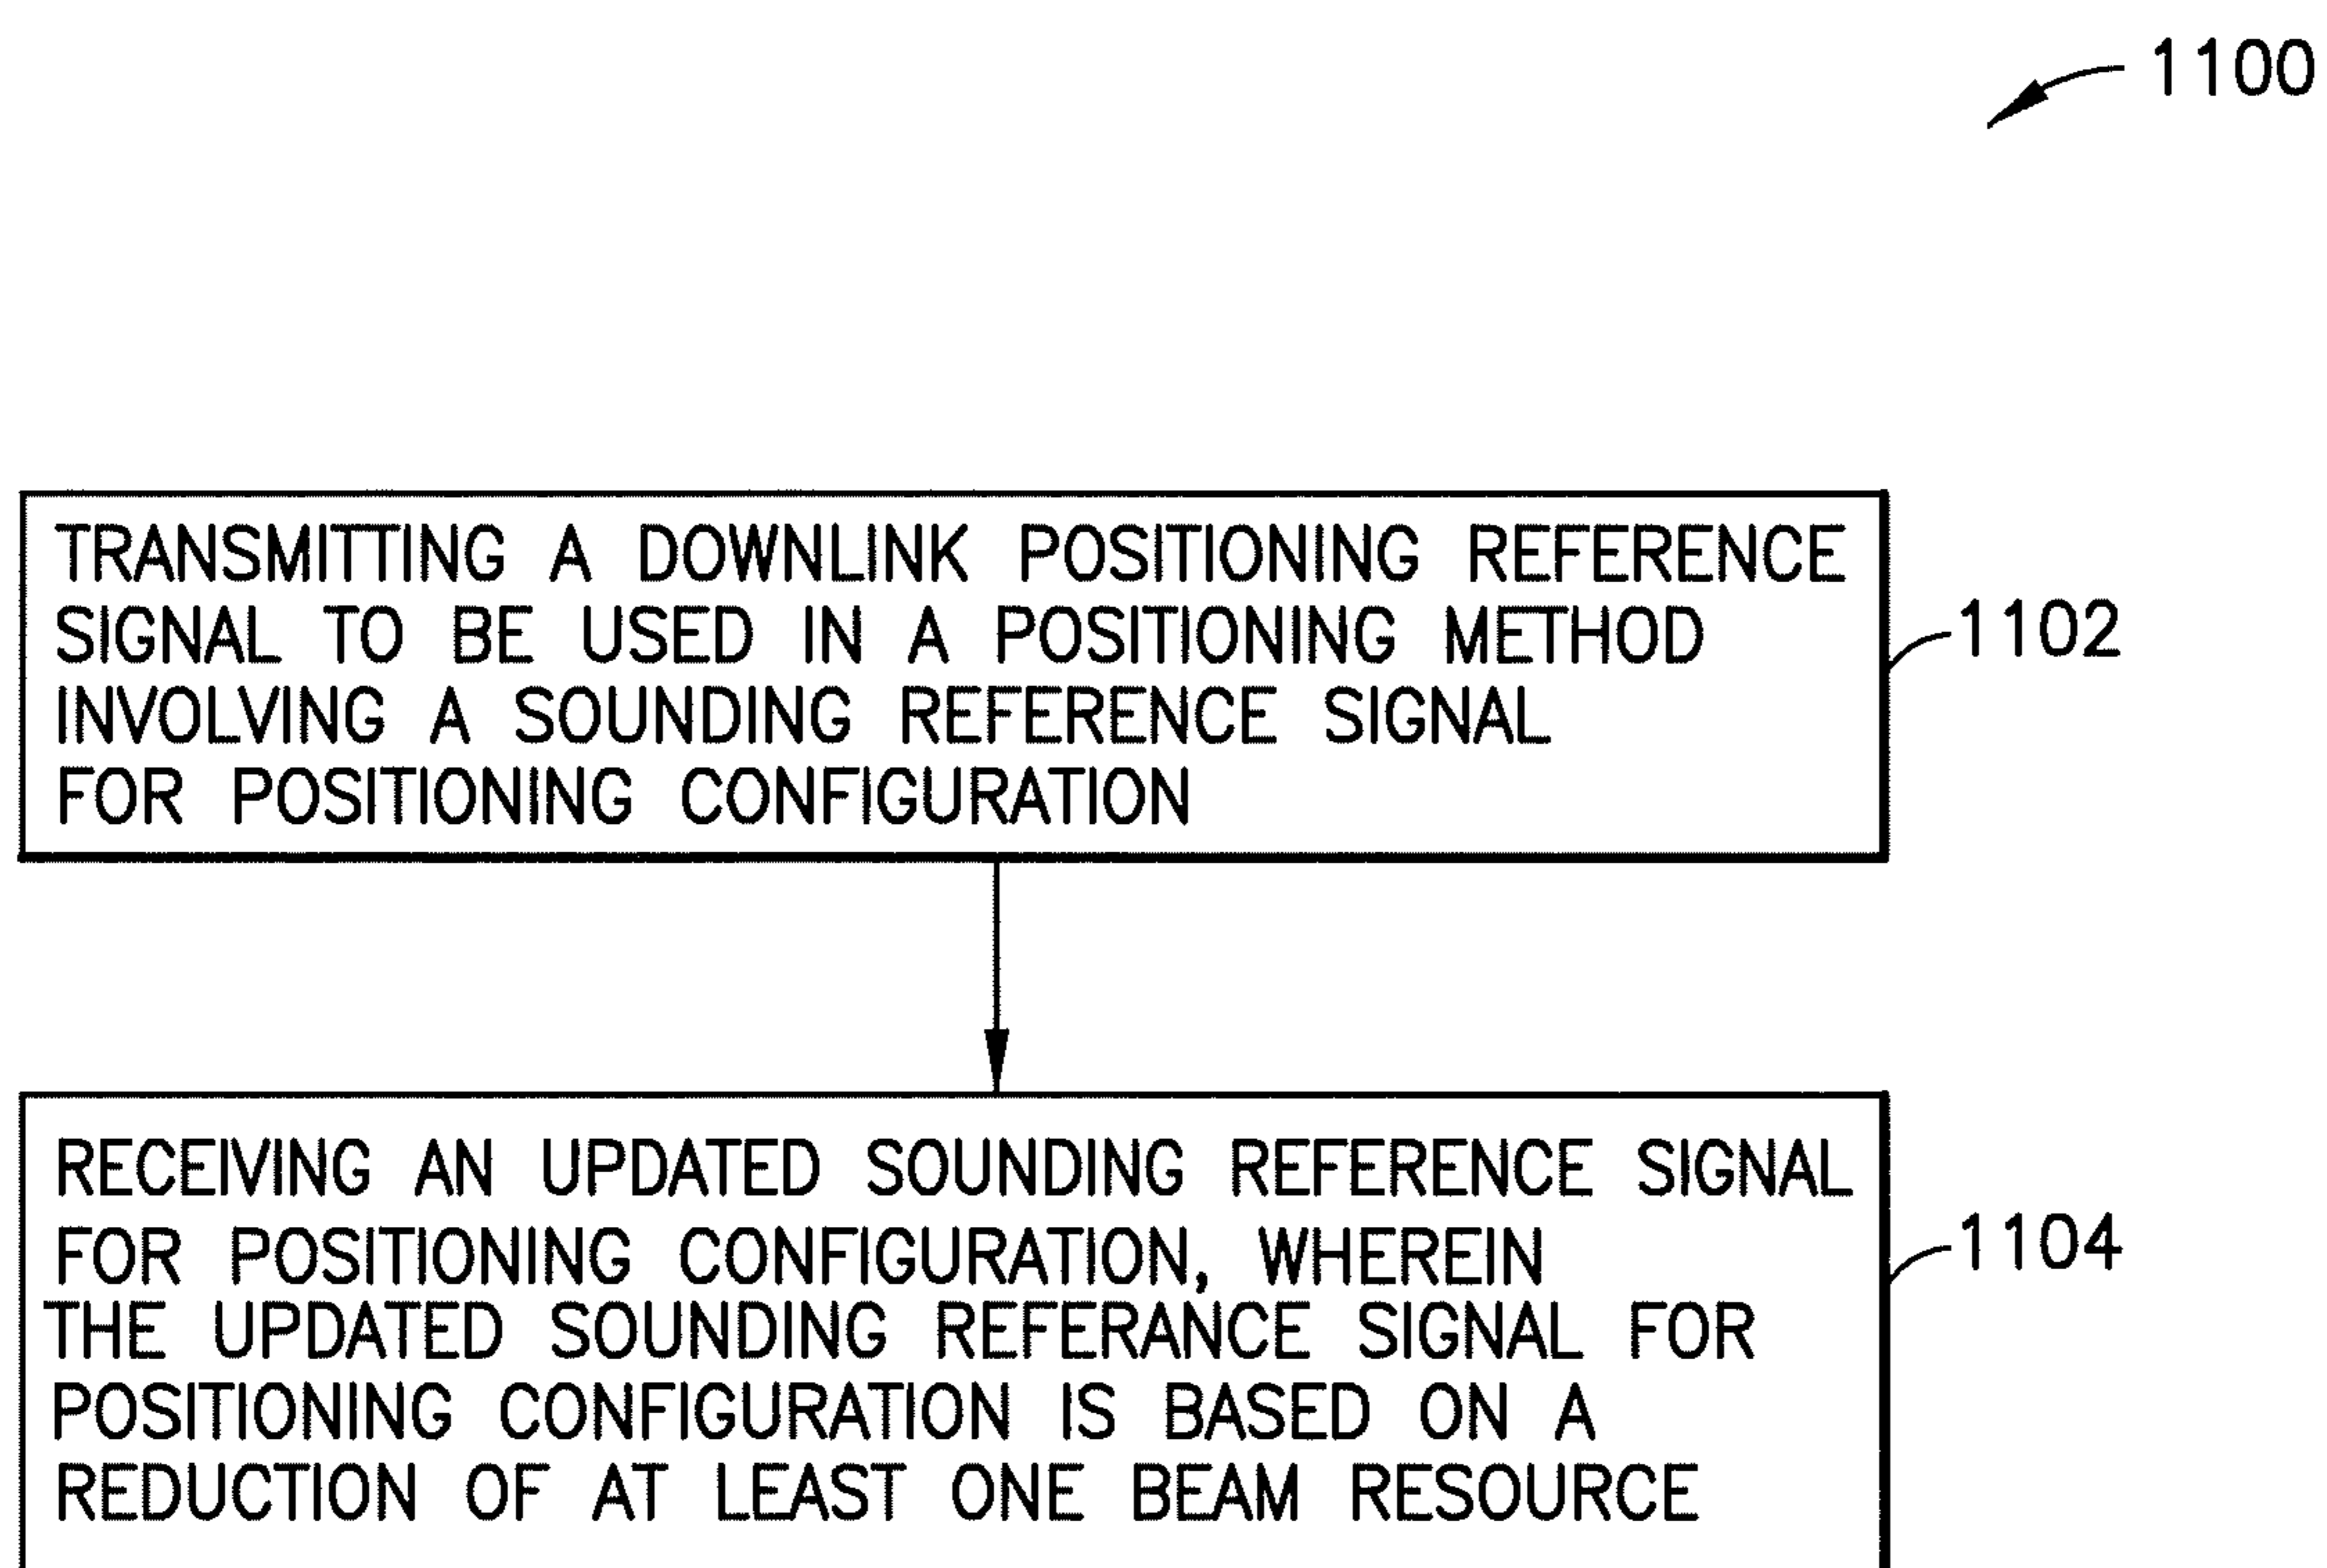 1100
TRANSMITTING A DOWNLINK POSITIONING REFERENCE
SIGNAL TO BE USED IN A POSITIONING METHOD
INVOLVING A SOUNDING REFERENCE SIGNAL
FOR POSITIONING CONFIGURATION
1102
RECEIVING AN UPDATED SOUNDING REFERENCE SIGNAL
FOR POSITIONING CONFIGURATION, WHEREIN
THE UPDATED SOUNDING REFERANCE SIGNAL FOR
POSITIONING CONFIGURATION IS BASED ON A
REDUCTION OF AT LEAST ONE BEAM RESOURCE
1104